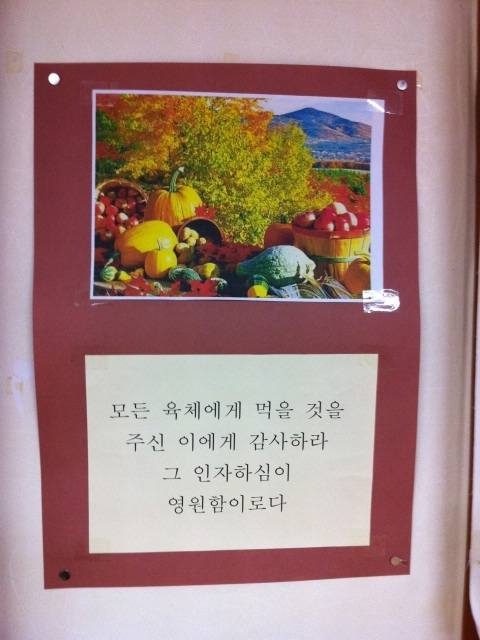 모든 육체에게 먹을 것을
주신 이에게 감사하라
그 인자하심이
영원함이로다